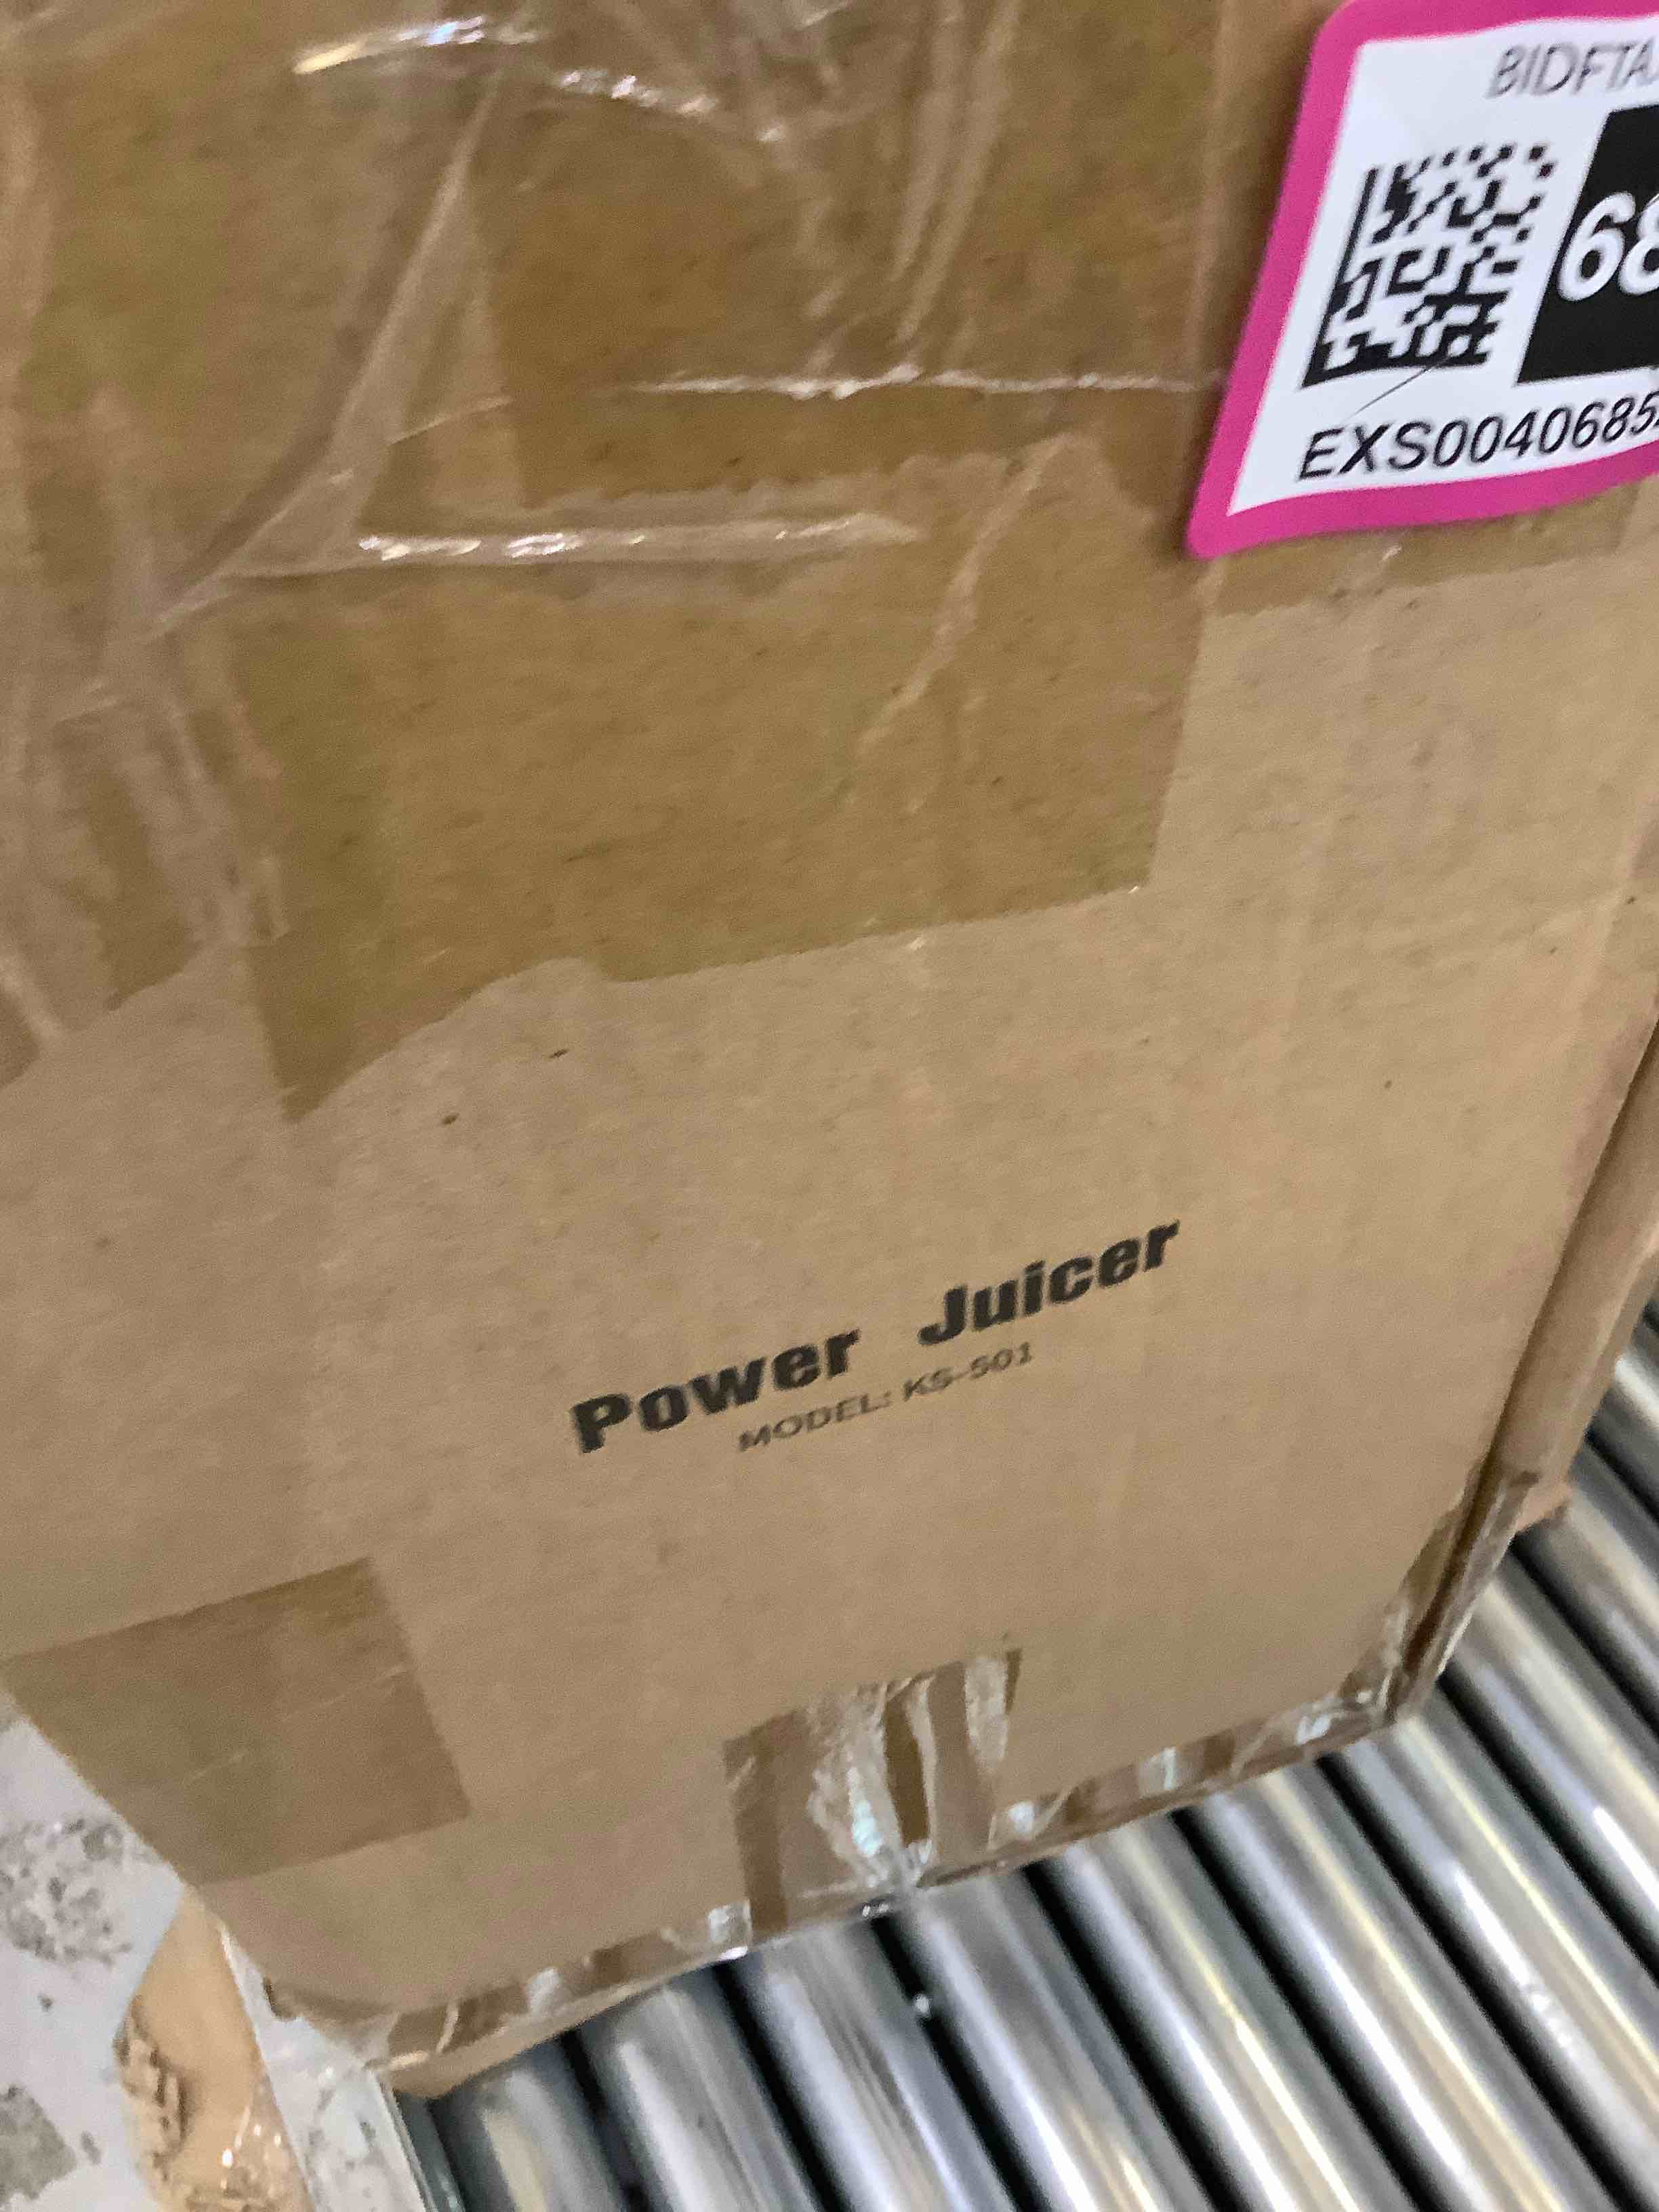 BIDFTA
68
EXS0040685
Power Juicer
MODEL: KS-501